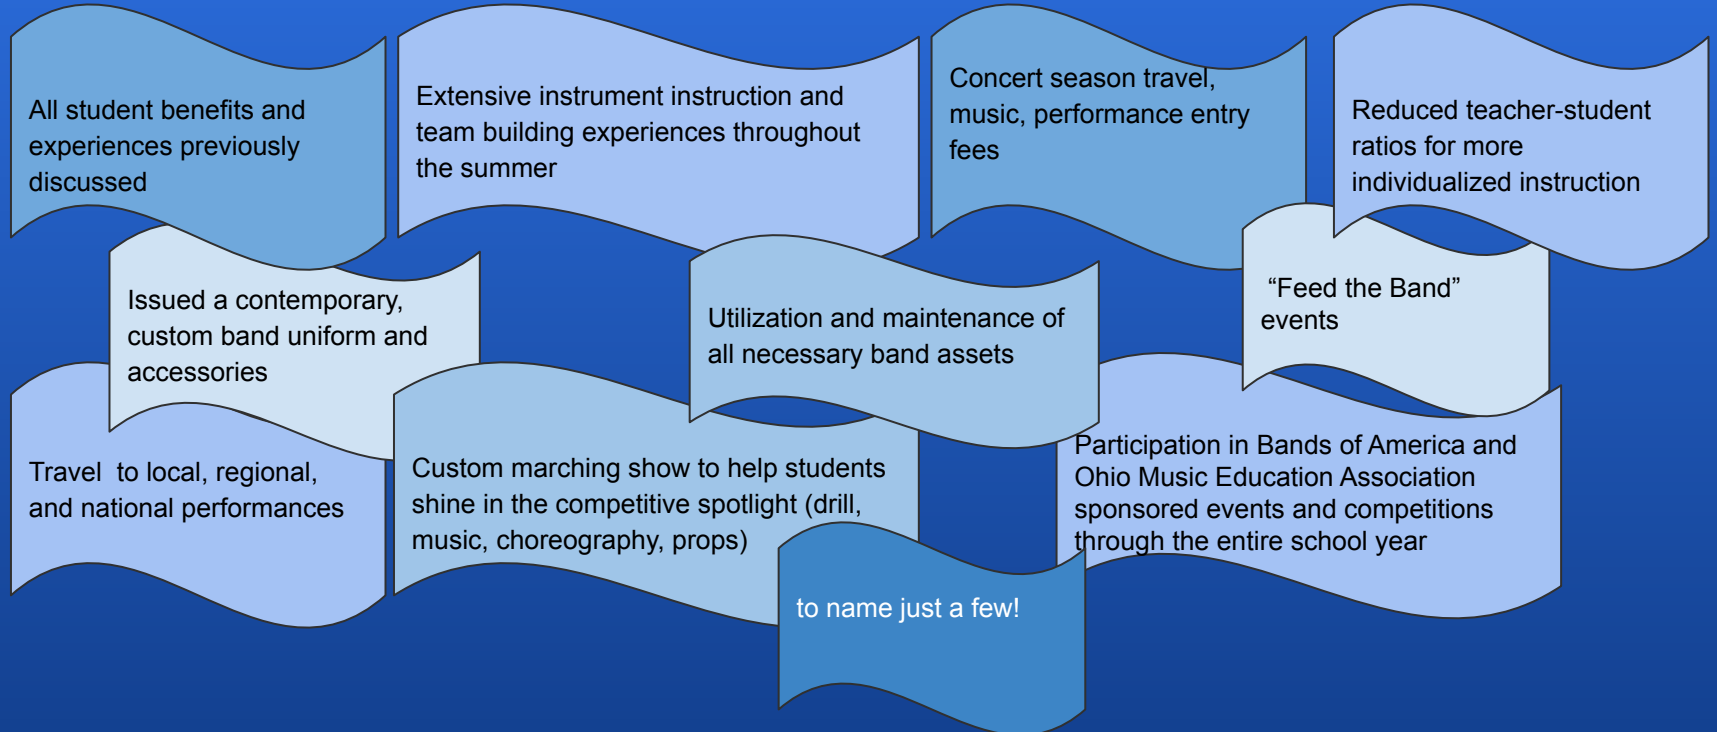 All student benefits and
experiences previously
discussed
Extensive instrument instruction and
team building experiences throughout
the summer
Concert season travel,
music, performance entry
fees
Reduced teacher-student
ratios for more
individualized instruction
Issued a contemporary,
custom band uniform and
accessories
Utilization and maintenance of
all necessary band assets
“Feed the Band”
events
Travel  to local, regional,
and national performances
Custom marching show to help students
shine in the competitive spotlight (drill,
music, choreography, props)
Participation in Bands of America and
Ohio Music Education Association
sponsored events and competitions
through the entire school year
to name just a few!